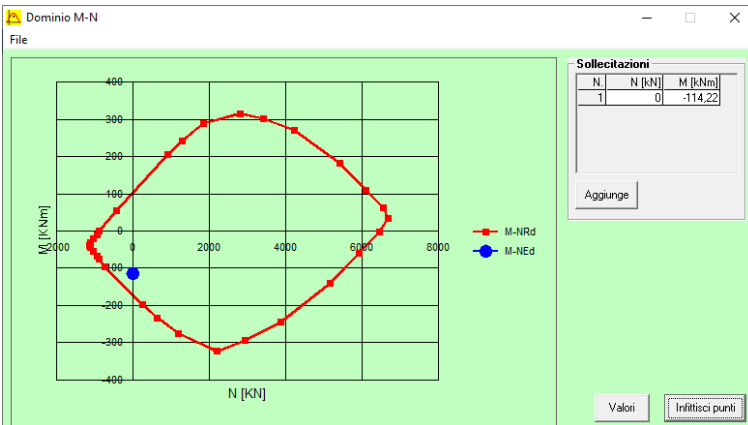 Dominio M-N
File
400
300
200
100
0
-100
-200
-300
-400
M [KNm]
-2000 0 2000 4000 6000 8000
N [KN]
M-NRd
M-NEd
Sollecitazioni
N. N [kN] M [kNm]
1 0 -114,22
Aggiunge
Valori Infittisci punti